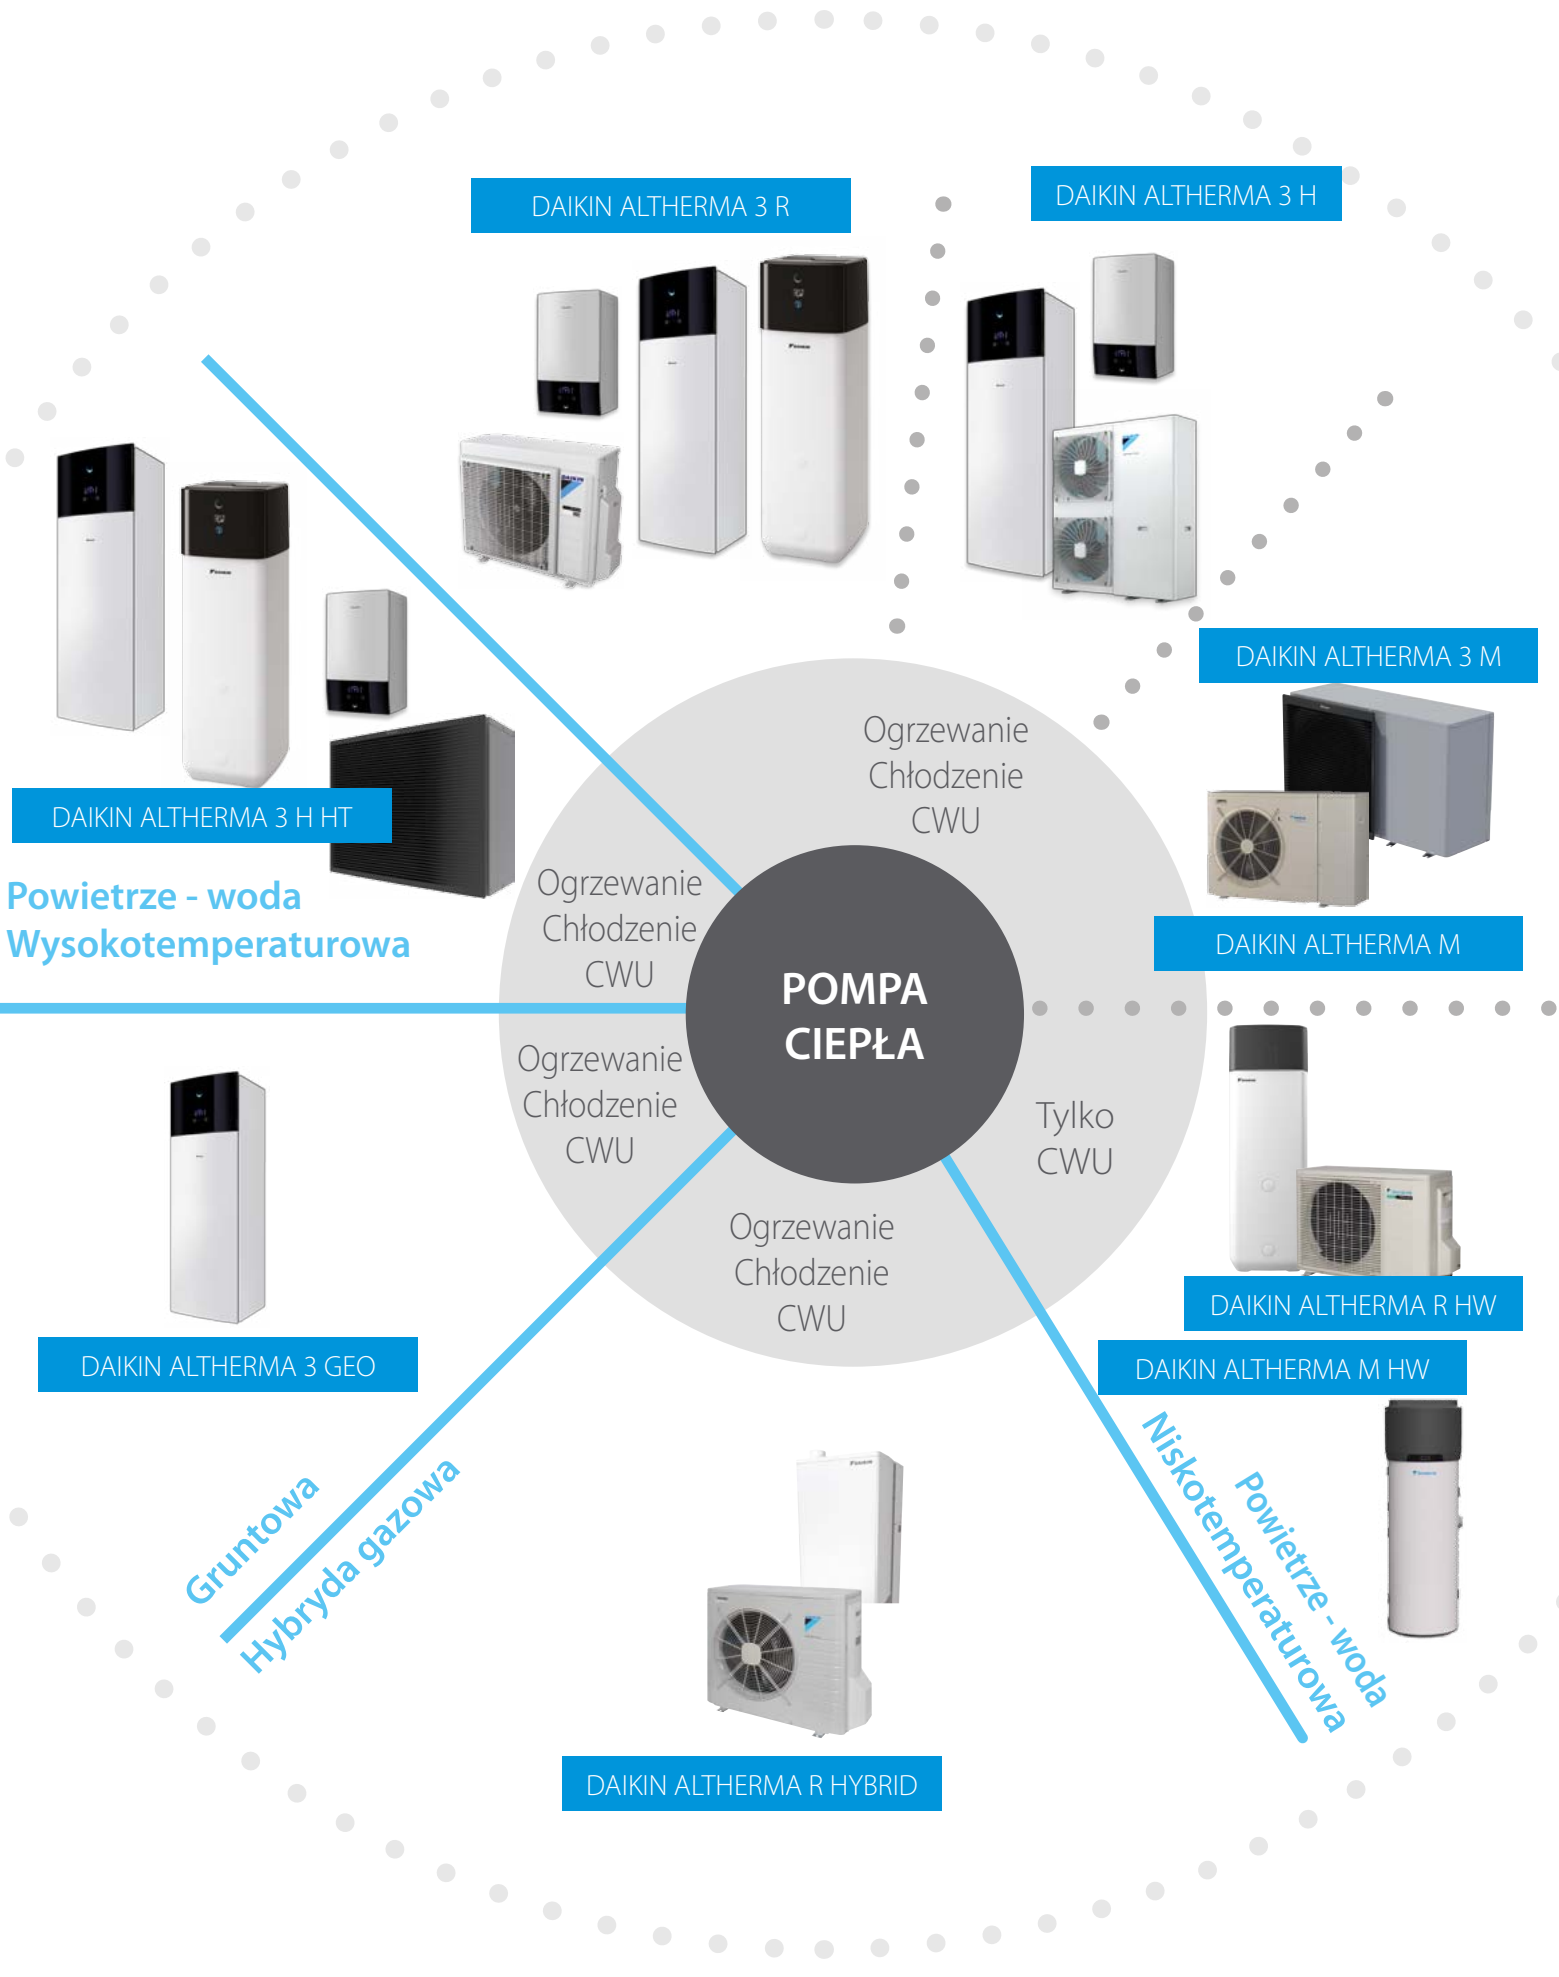 DAIKIN ALTHERMA 3 R
DAIKIN ALTHERMA 3 H
DAIKIN ALTHERMA 3 M
DAIKIN ALTHERMA M
DAIKIN ALTHERMA 3 H HT
Powietrze - woda
Wysokotemperaturowa
Ogrzewanie
Chłodzenie
CWU
Ogrzewanie
Chłodzenie
CWU
POMPA
CIEPŁA
Ogrzewanie
Chłodzenie
CWU
Tylko
CWU
Ogrzewanie
Chłodzenie
CWU
DAIKIN ALTHERMA R HW
DAIKIN ALTHERMA M HW
DAIKIN ALTHERMA 3 GEO
Gruntowa
Hybryda gazowa
Powietrze - woda
Niskotemperaturowa
DAIKIN ALTHERMA R HYBRID